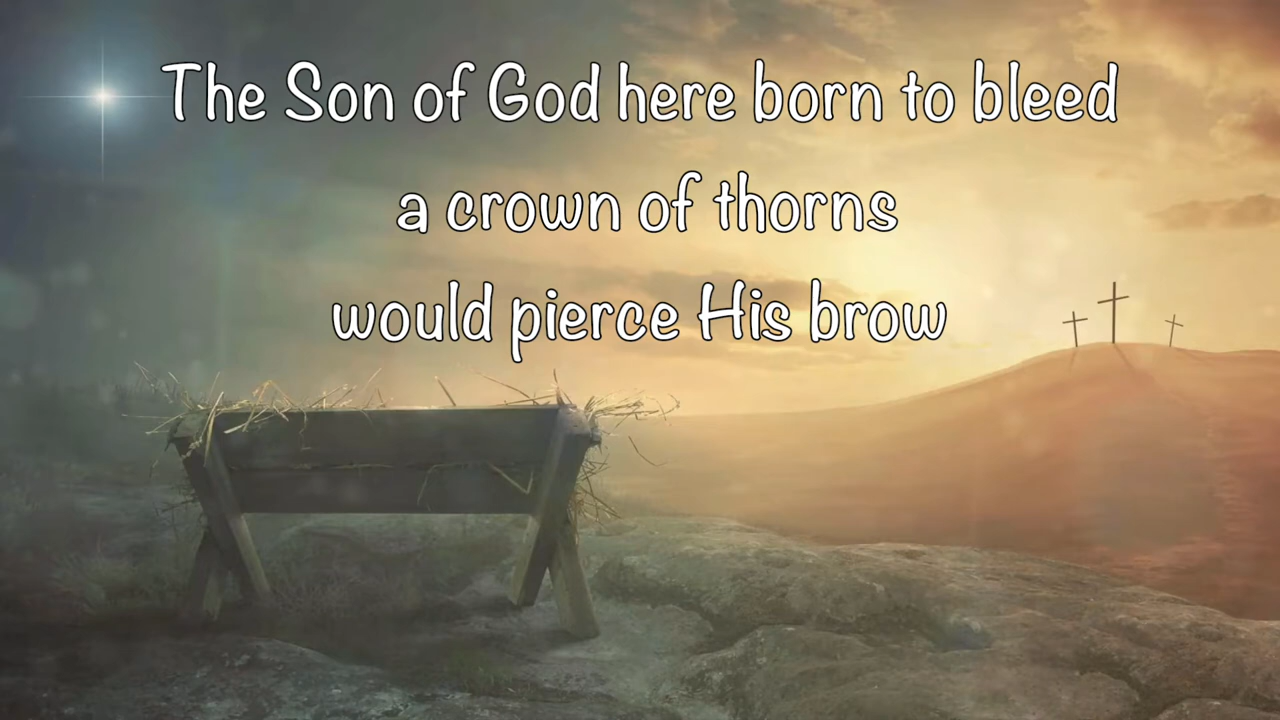 The Son of God here born to bleed
a crown of thorns
would pierce His brow